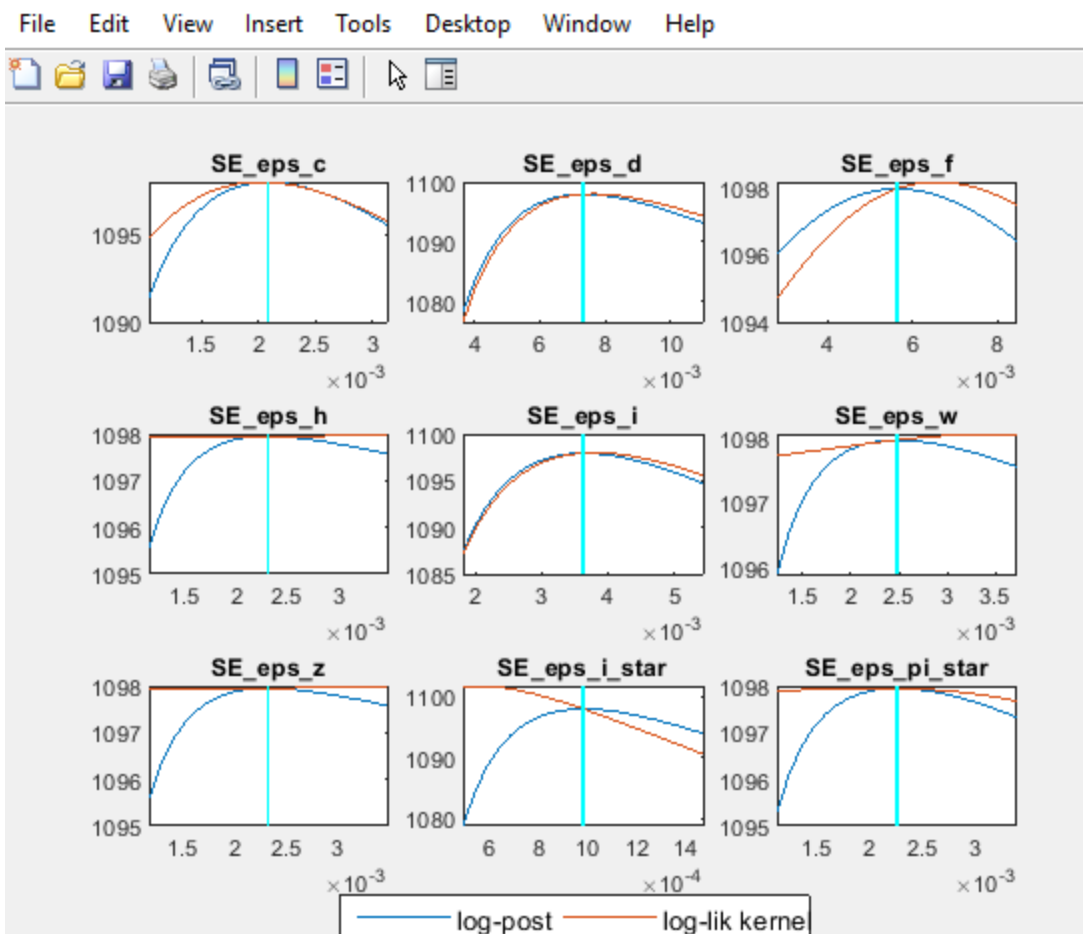 File Edit View Insert Tools Desktop Window Help
SE_eps_c SE_eps_d SE_eps_f
1095
1090
1.5 2 2.5 3
×10-3
1100
1090
1080
4 6 8 10
×10-3
1098
1096
1094
4 6 8
×10-3
SE_eps_h SE_eps_i SE_eps_w
1098
1097
1096
1095
1.5 2 2.5 3
×10-3
1100
1095
1090
1085
2 3 4 5
×10-3
1098
1097
1096
1.5 2 2.5 3 3.5
×10-3
SE_eps_z SE_eps_i_star SE_eps_pi_star
1098
1097
1096
1095
1.5 2 2.5 3
×10-3
1100
1090
1080
6 8 10 12 14
×10-4
1098
1097
1096
1095
1.5 2 2.5 3
×10-3
log-post log-lik kernel